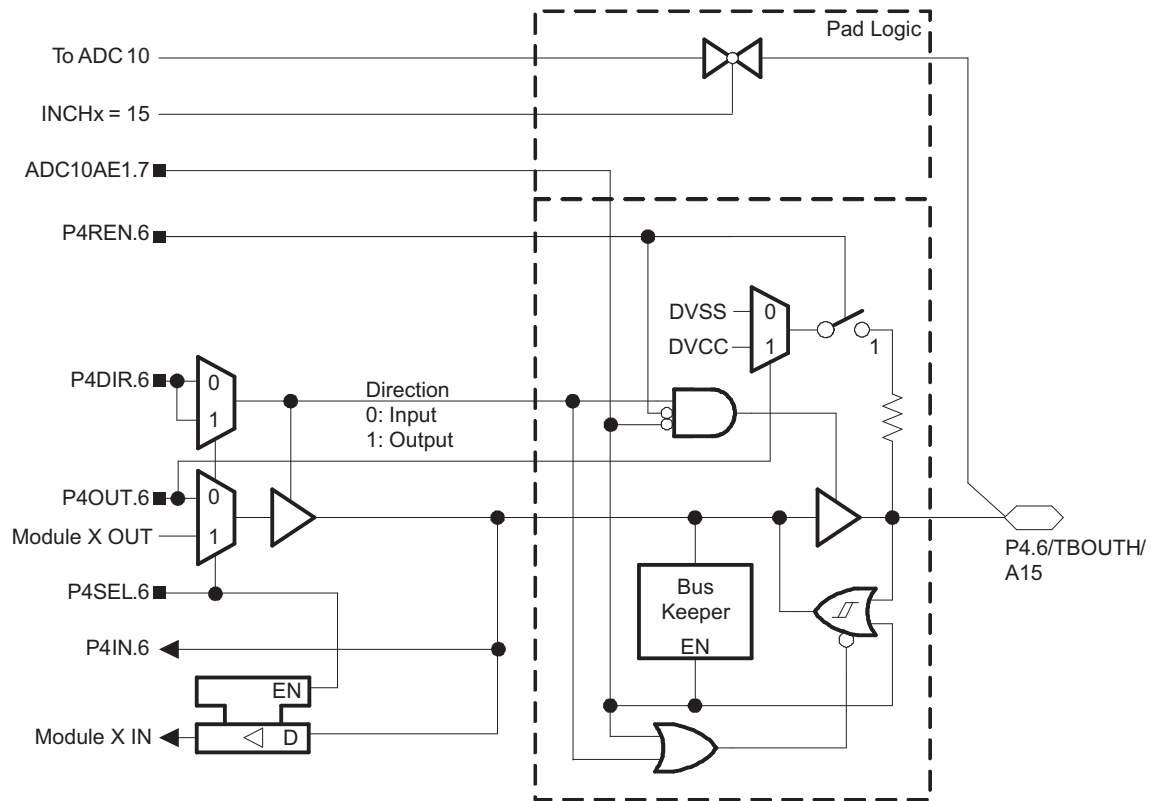 Pad Logic
To ADC 10
INCHx = 15
ADC10AE1.7
P4REN.6
DVSS
0
DVCC
1
1
P4DIR.6
0
1
Direction
0: Input
1: Output
P4OUT.6
0
Module X OUT
1
P4.6/TBOUTH/
A15
P4SEL.6
Bus
Keeper
EN
P4IN.6
EN
Module X IN
D